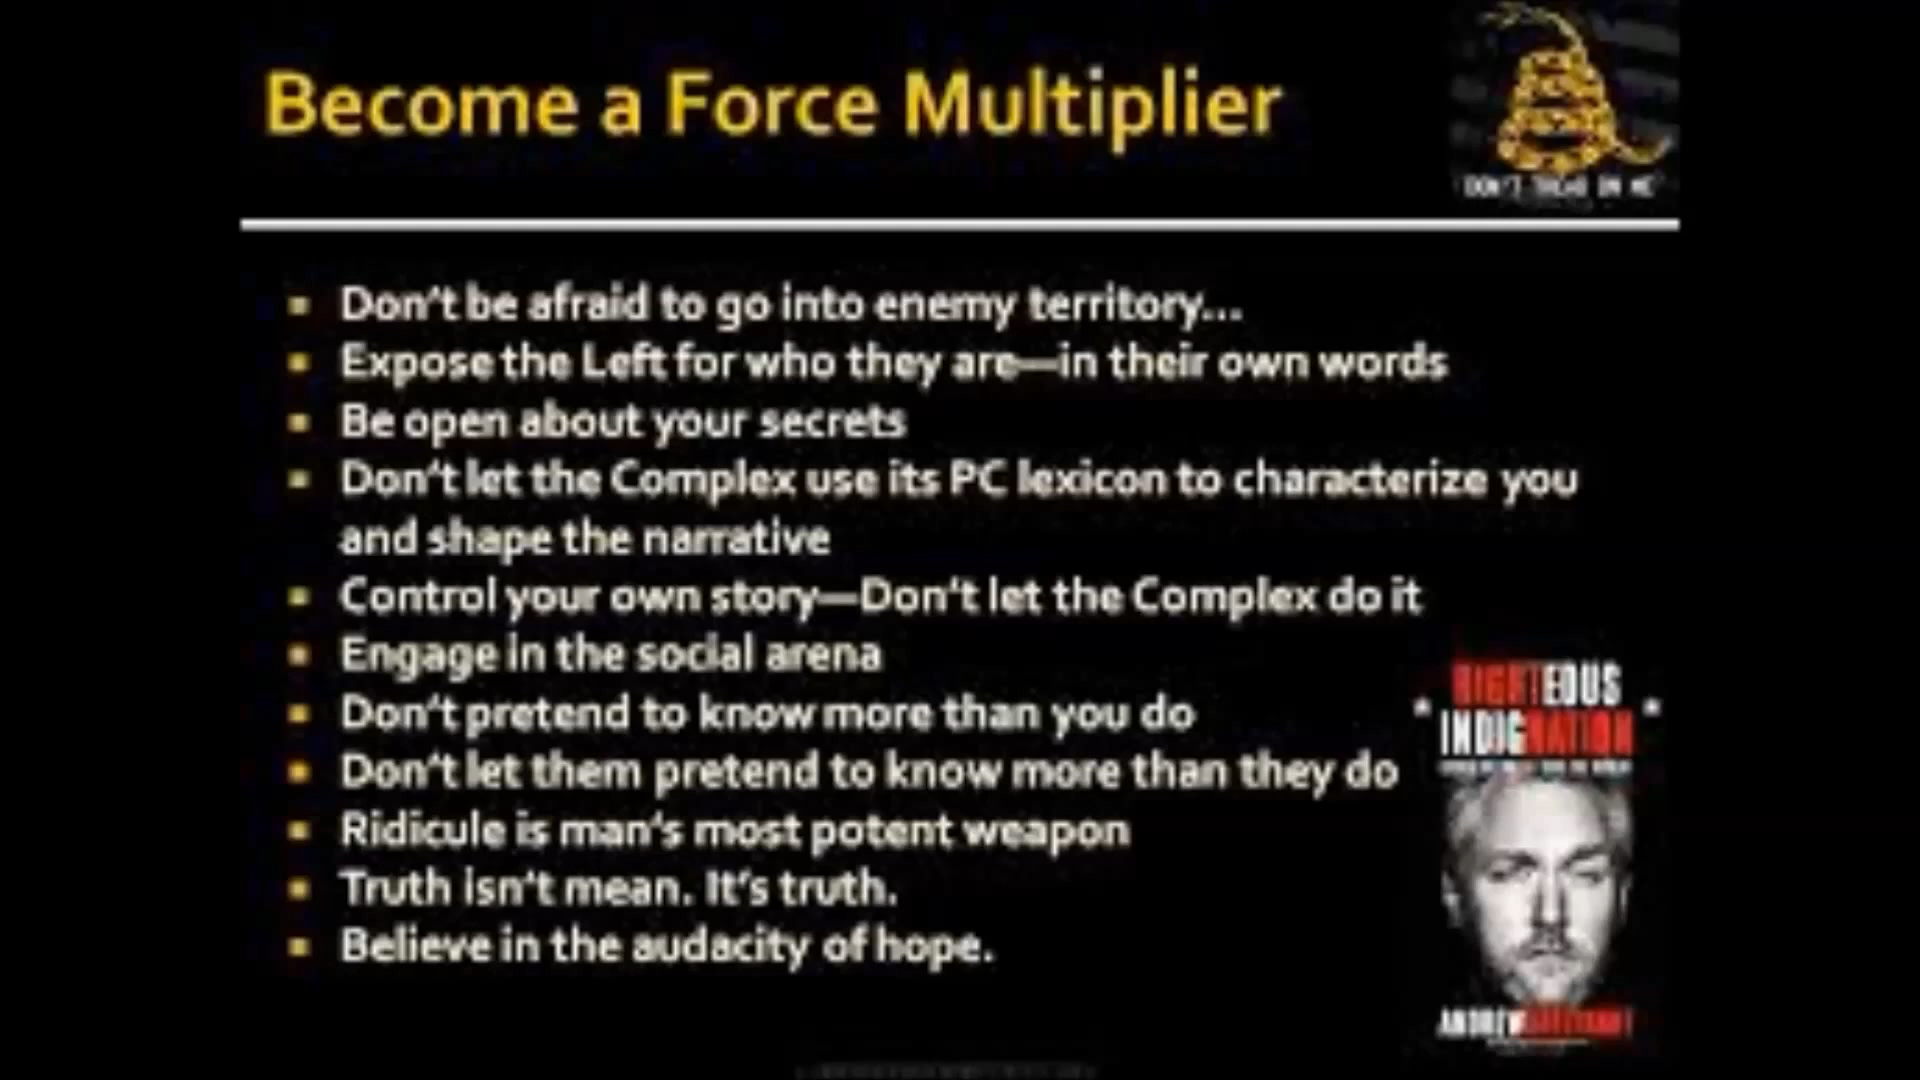 Become a Force Multiplier
DON'T TREAD ON ME
Don't be afraid to go into enemy territory...
Expose the Left for who they are—in their own words
Be open about your secrets
Don't let the Complex use its PC lexicon to characterize you
and shape the narrative
Control your own story—Don't let the Complex do it
Engage in the social arena
Don't pretend to know more than you do
Don't let them pretend to know more than they do
Ridicule is man's most potent weapon
Truth isn't mean. It's truth.
Believe in the audacity of hope.
RIGHTEOUS
INDIGNATION
ANDREW BREITBART